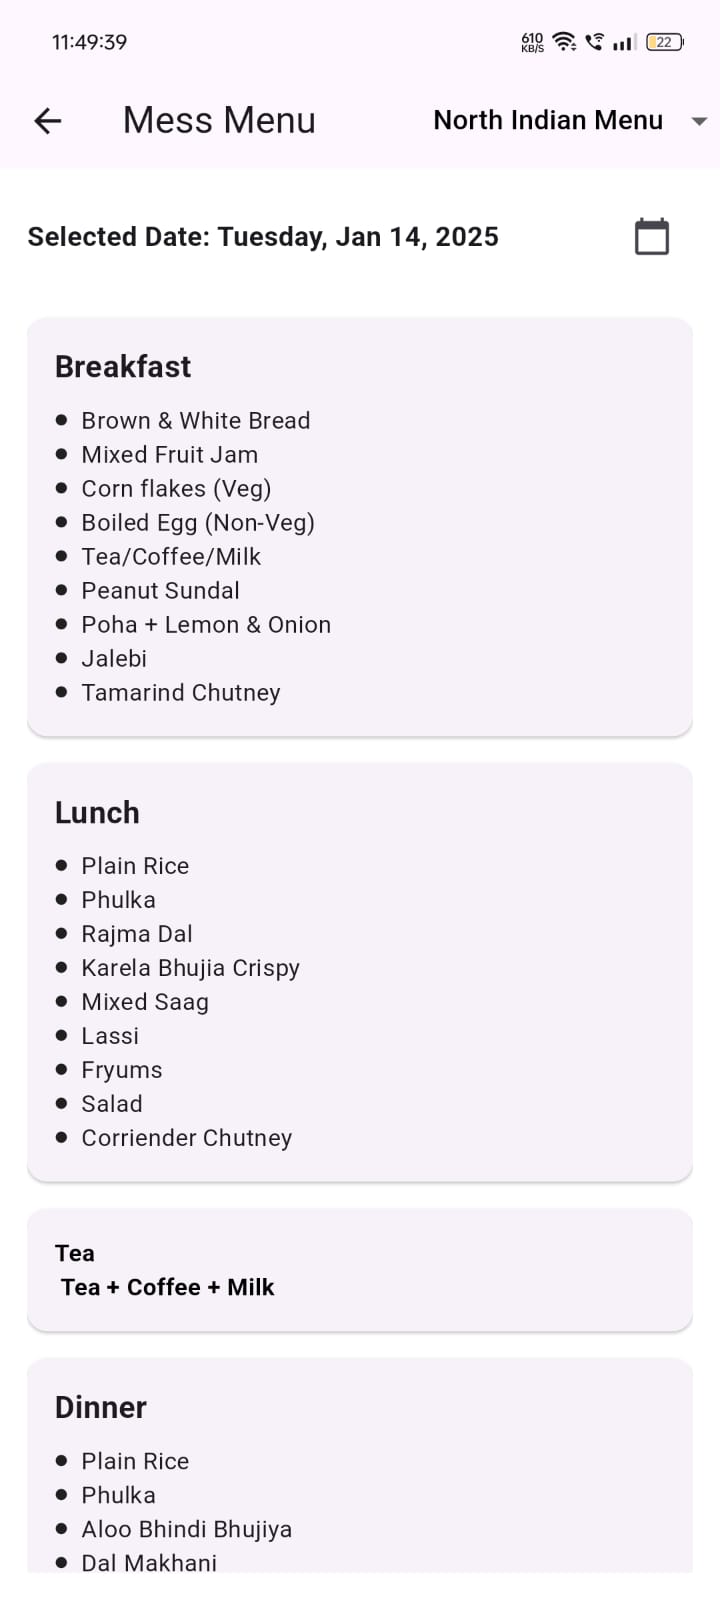 11:49:39
610
KB/S
22
Mess Menu
North Indian Menu
Selected Date: Tuesday, Jan 14, 2025
Breakfast
Brown & White Bread
Mixed Fruit Jam
Corn flakes (Veg)
Boiled Egg (Non-Veg)
Tea/Coffee/Milk
Peanut Sundal
Poha + Lemon & Onion
Jalebi
Tamarind Chutney
Lunch
Plain Rice
Phulka
Rajma Dal
Karela Bhujia Crispy
Mixed Saag
Lassi
Fryums
Salad
Corriender Chutney
Tea
Tea + Coffee + Milk
Dinner
Plain Rice
Phulka
Aloo Bhindi Bhujiya
Dal Makhani